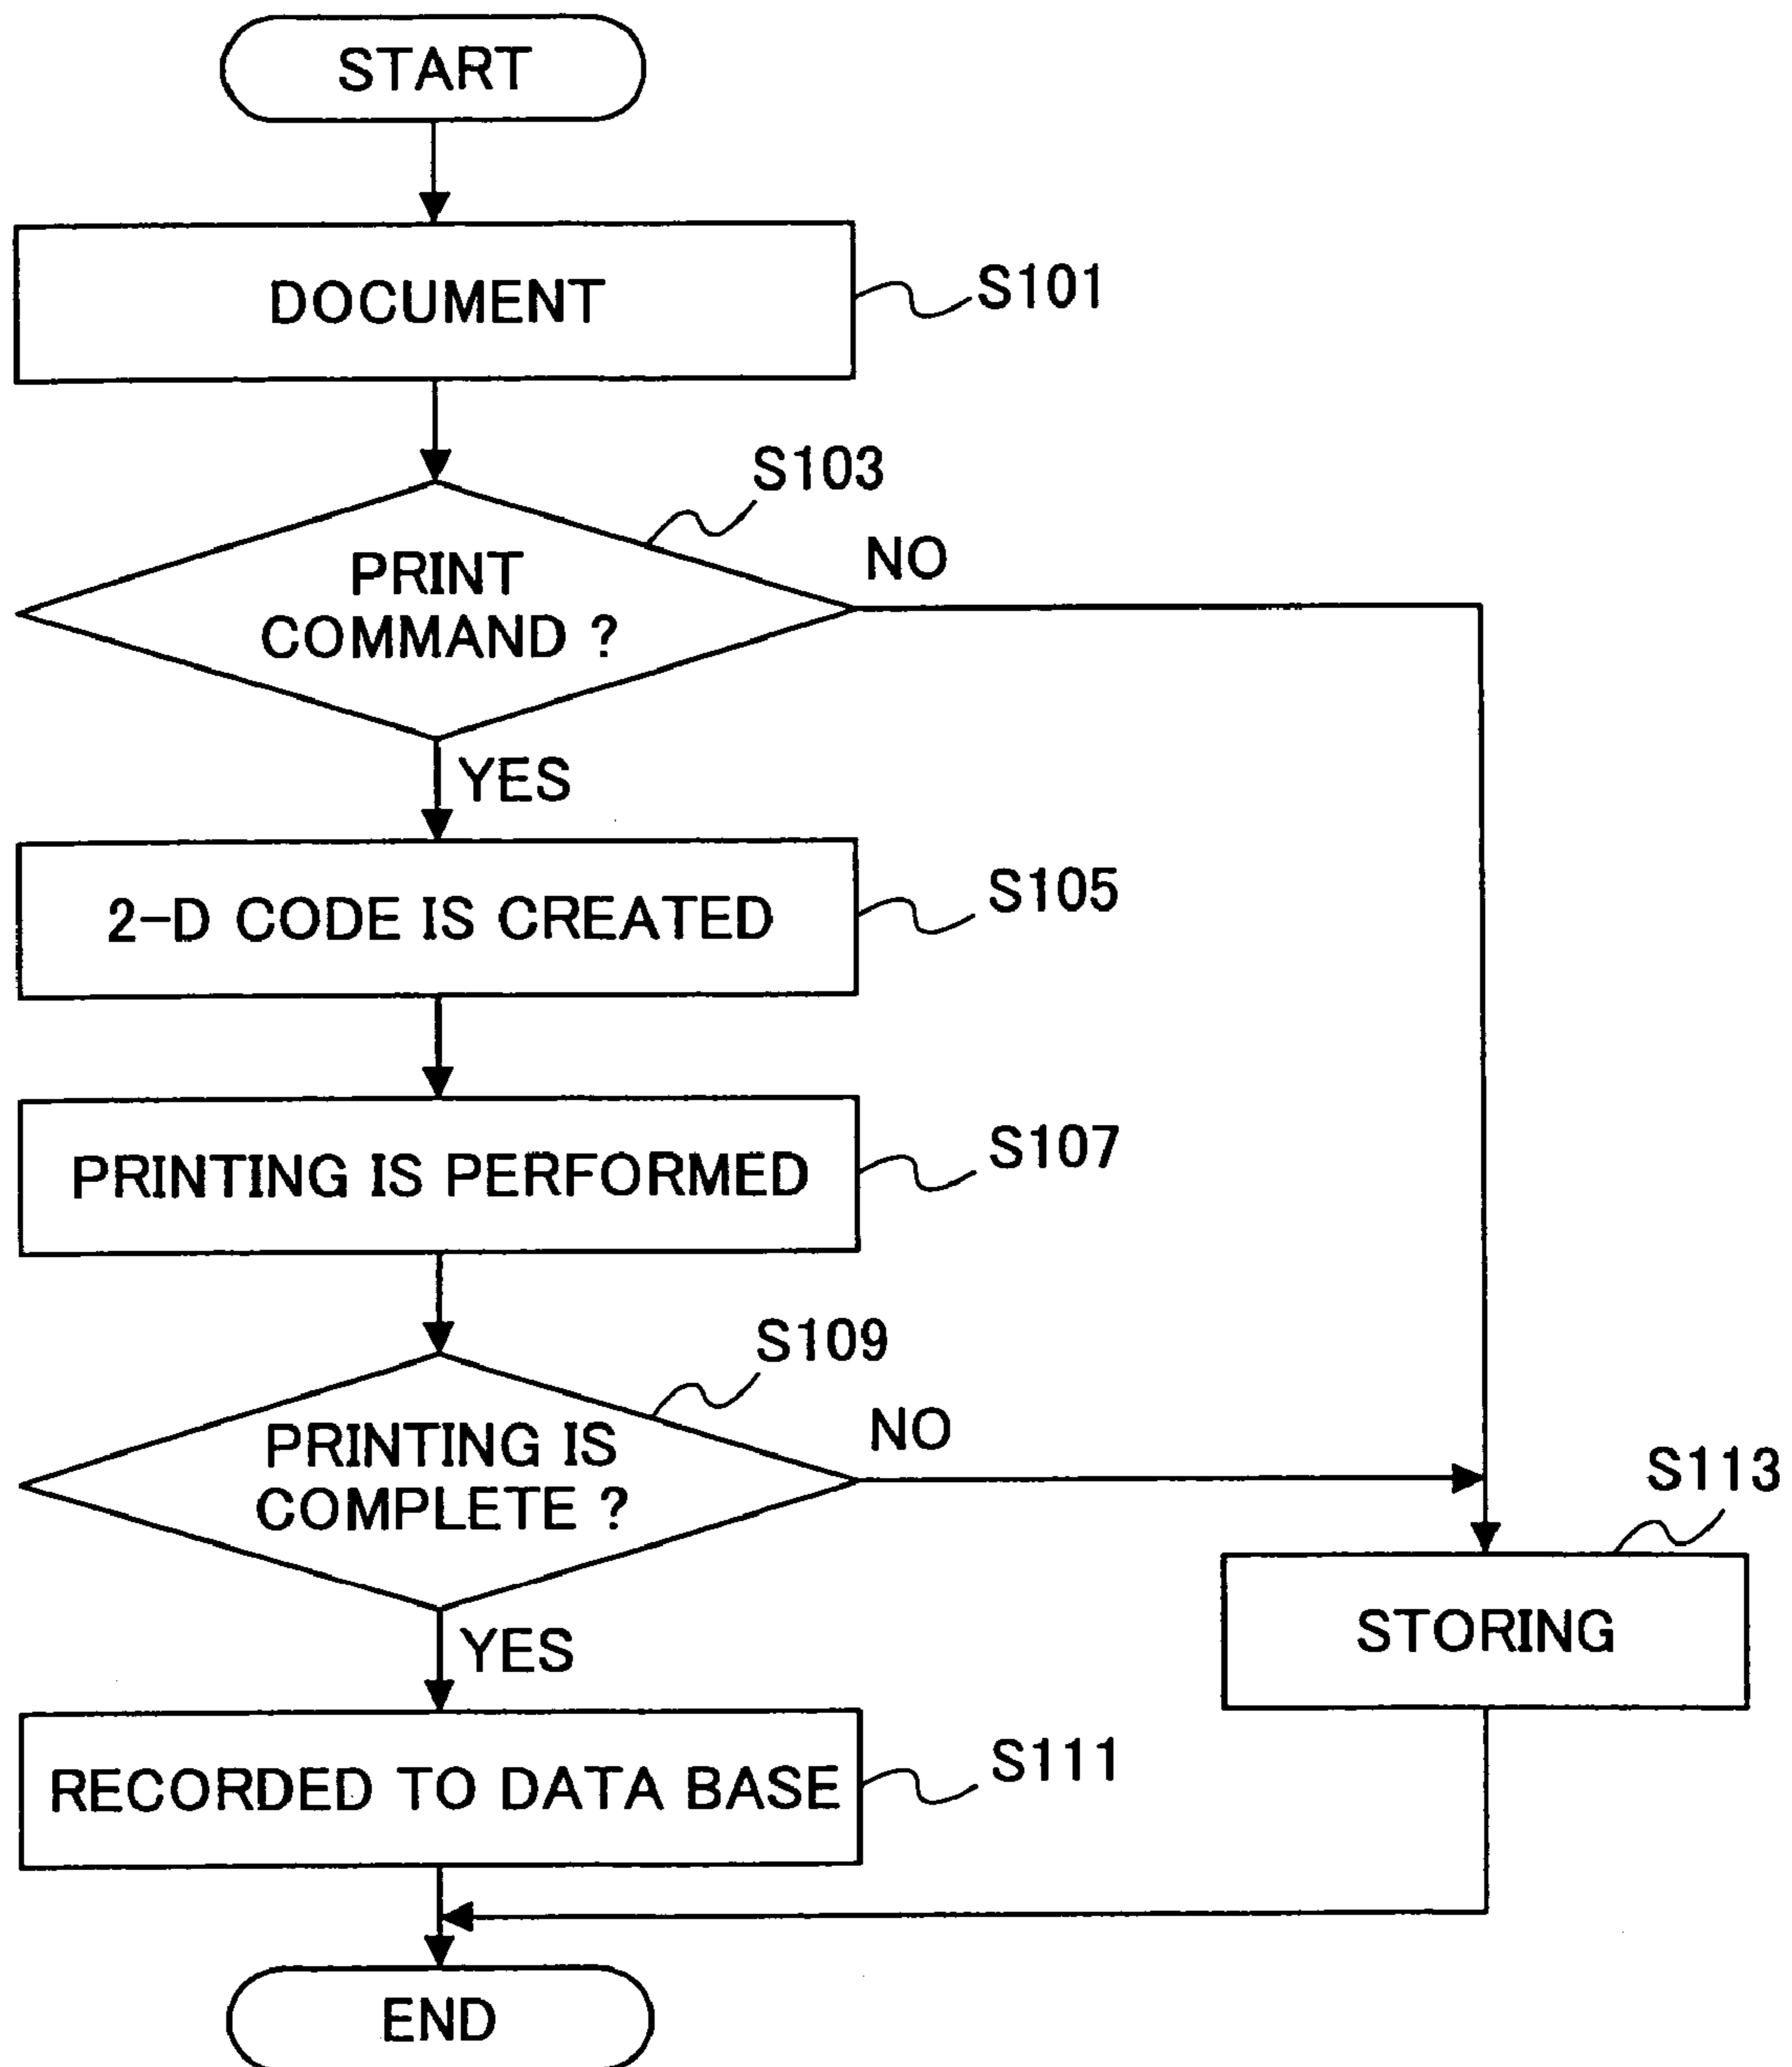 START
DOCUMENT
S101
S103
PRINT
COMMAND ?
NO
YES
2-D CODE IS CREATED
S105
PRINTING IS PERFORMED
S107
S109
PRINTING IS
COMPLETE ?
NO
YES
S113
STORING
RECORDED TO DATA BASE
S111
END